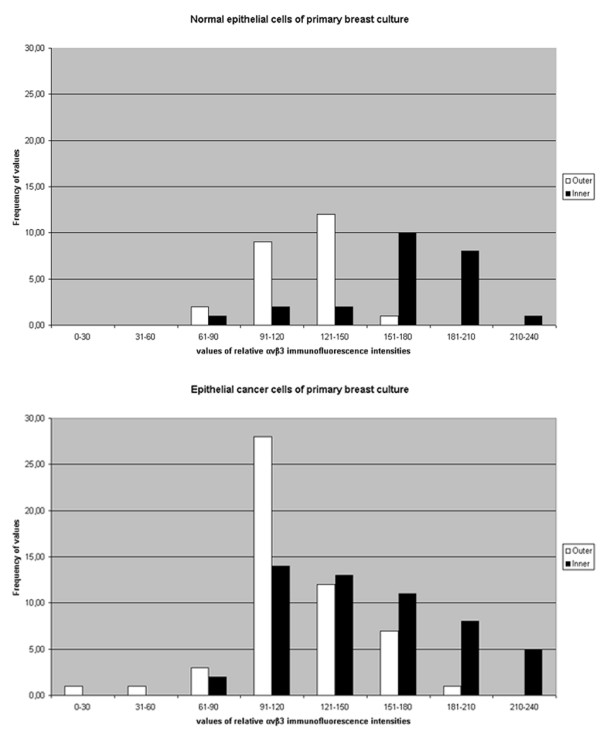 Normal epithelial cells of primary breast culture
30,00
25,00
20,00
15,00
10,00
5,00
0,00
Frequency of values
0-30 31-60 61-90 91-120 121-150 151-180 181-210 210-240
values of relative αvβ3 immunofluorescence intensities
Outer
Inner
Epithelial cancer cells of primary breast culture
30,00
25,00
20,00
15,00
10,00
5,00
0,00
Frequency of values
0-30 31-60 61-90 91-120 121-150 151-180 181-210 210-240
values of relative αvβ3 immunofluorescence intensities
Outer
Inner